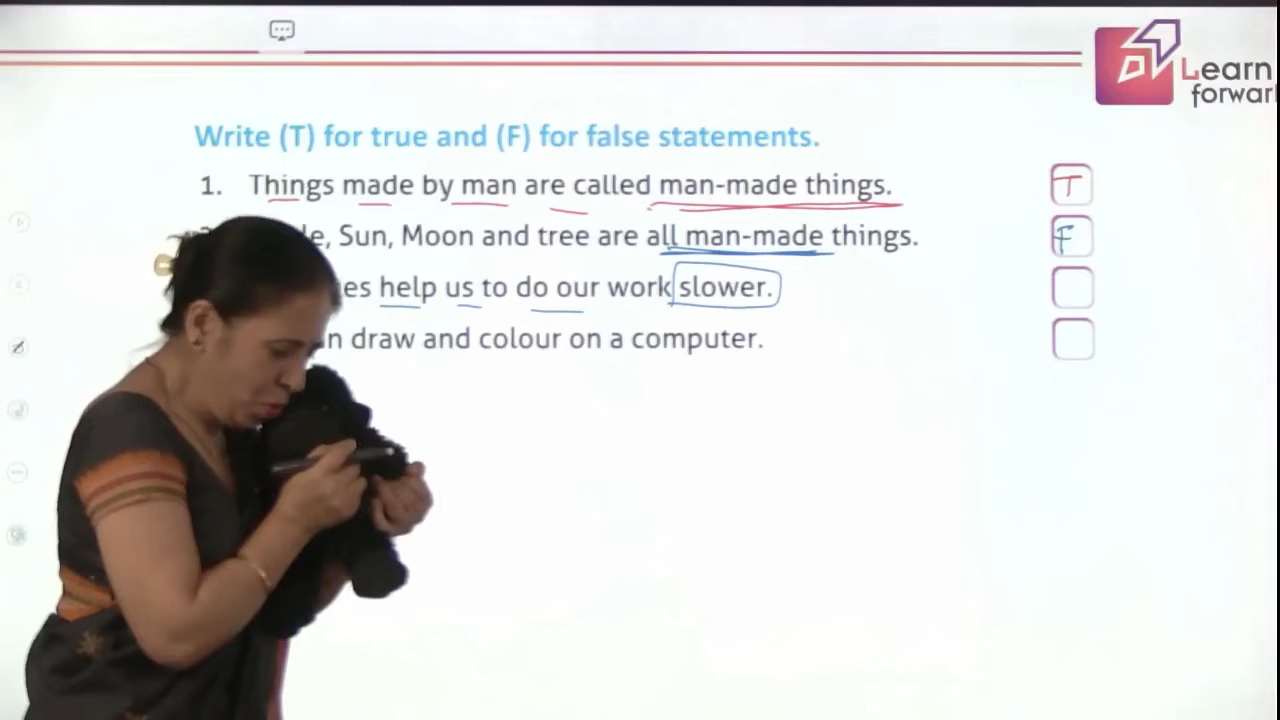 Learn
forwar
Write (T) for true and (F) for false statements.
1. Things made by man are called man-made things. T
Sun, Moon and tree are all man-made things. F
help us to do our work slower.
draw and colour on a computer.